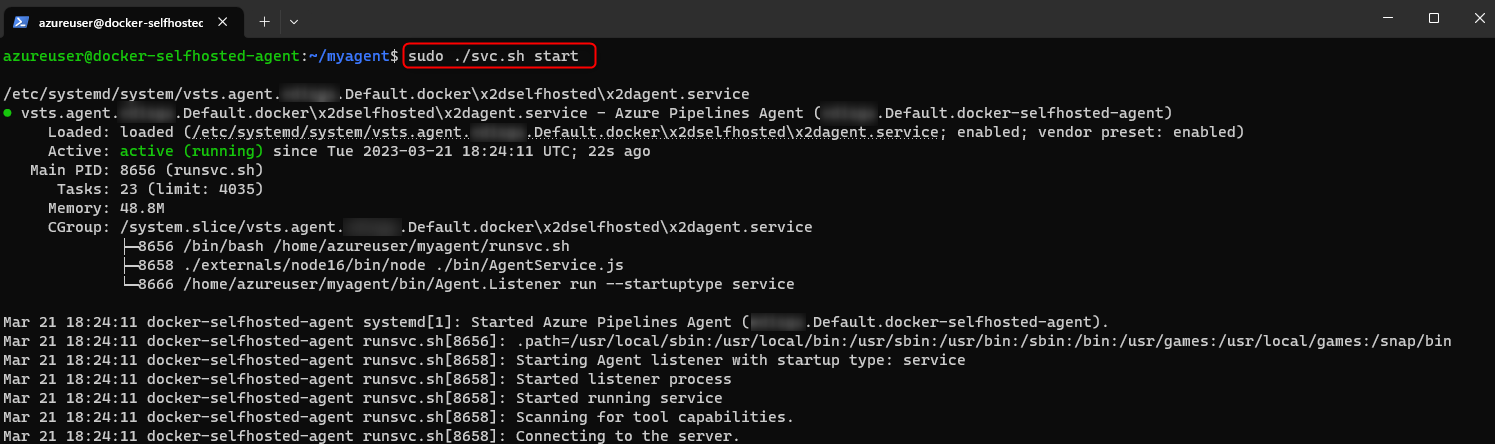 azureuser@docker-selfhostec
azureuser@docker-selfhosted-agent:~/myagent$ sudo ./svc.sh start
/etc/systemd/system/vsts.agent. .Default.docker\x2dselfhosted\x2dagent.service
● vsts.agent. .Default.docker\x2dselfhosted\x2dagent.service - Azure Pipelines Agent ( .Default.docker-selfhosted-agent)
Loaded: loaded (/etc/systemd/system/vsts.agent. .Default.docker\x2dselfhosted\x2dagent.service; enabled; vendor preset: enabled)
Active: active (running) since Tue 2023-03-21 18:24:11 UTC; 22s ago
Main PID: 8656 (runsvc.sh)
Tasks: 23 (limit: 4035)
Memory: 48.8M
CGroup: /system.slice/vsts.agent. .Default.docker\x2dselfhosted\x2dagent.service
├─8656 /bin/bash /home/azureuser/myagent/runsvc.sh
├─8658 ./externals/node16/bin/node ./bin/AgentService.js
└─8666 /home/azureuser/myagent/bin/Agent.Listener run --startuptype service
Mar 21 18:24:11 docker-selfhosted-agent systemd[1]: Started Azure Pipelines Agent ( .Default.docker-selfhosted-agent).
Mar 21 18:24:11 docker-selfhosted-agent runsvc.sh[8656]: .path=/usr/local/sbin:/usr/local/bin:/usr/sbin:/usr/bin:/sbin:/bin:/usr/games:/usr/local/games:/snap/bin
Mar 21 18:24:11 docker-selfhosted-agent runsvc.sh[8658]: Starting Agent listener with startup type: service
Mar 21 18:24:11 docker-selfhosted-agent runsvc.sh[8658]: Started listener process
Mar 21 18:24:11 docker-selfhosted-agent runsvc.sh[8658]: Started running service
Mar 21 18:24:11 docker-selfhosted-agent runsvc.sh[8658]: Scanning for tool capabilities.
Mar 21 18:24:11 docker-selfhosted-agent runsvc.sh[8658]: Connecting to the server.